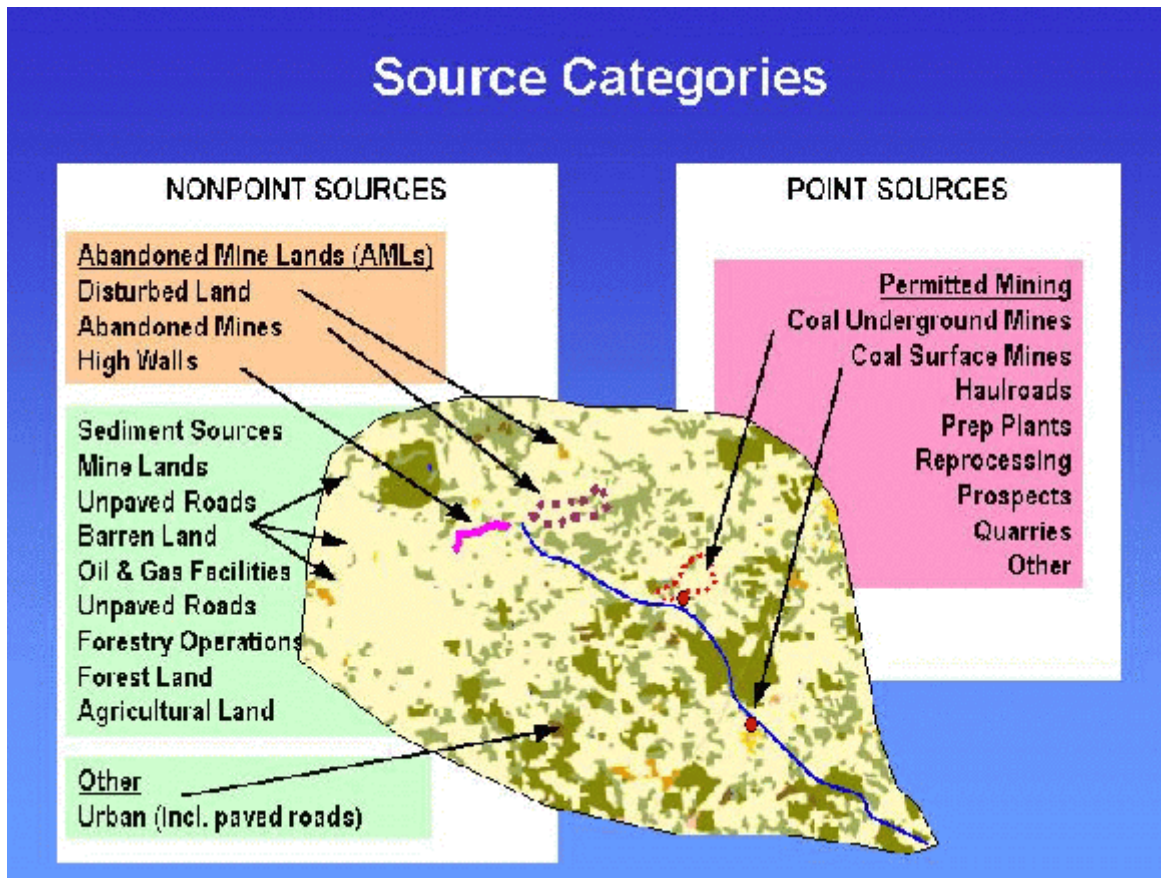 Source Categories
NONPOINT SOURCES
Abandoned Mine Lands (AMLs)
Disturbed Land
Abandoned Mines
High Walls
Sediment Sources
Mine Lands
Unpaved Roads
Barren Land
Oil & Gas Facilities
Unpaved Roads
Forestry Operations
Forest Land
Agricultural Land
Other
Urban (incl. paved roads)
POINT SOURCES
Permitted Mining
Coal Underground Mines
Coal Surface Mines
Haulroads
Prep Plants
Reprocessing
Prospects
Quarries
Other